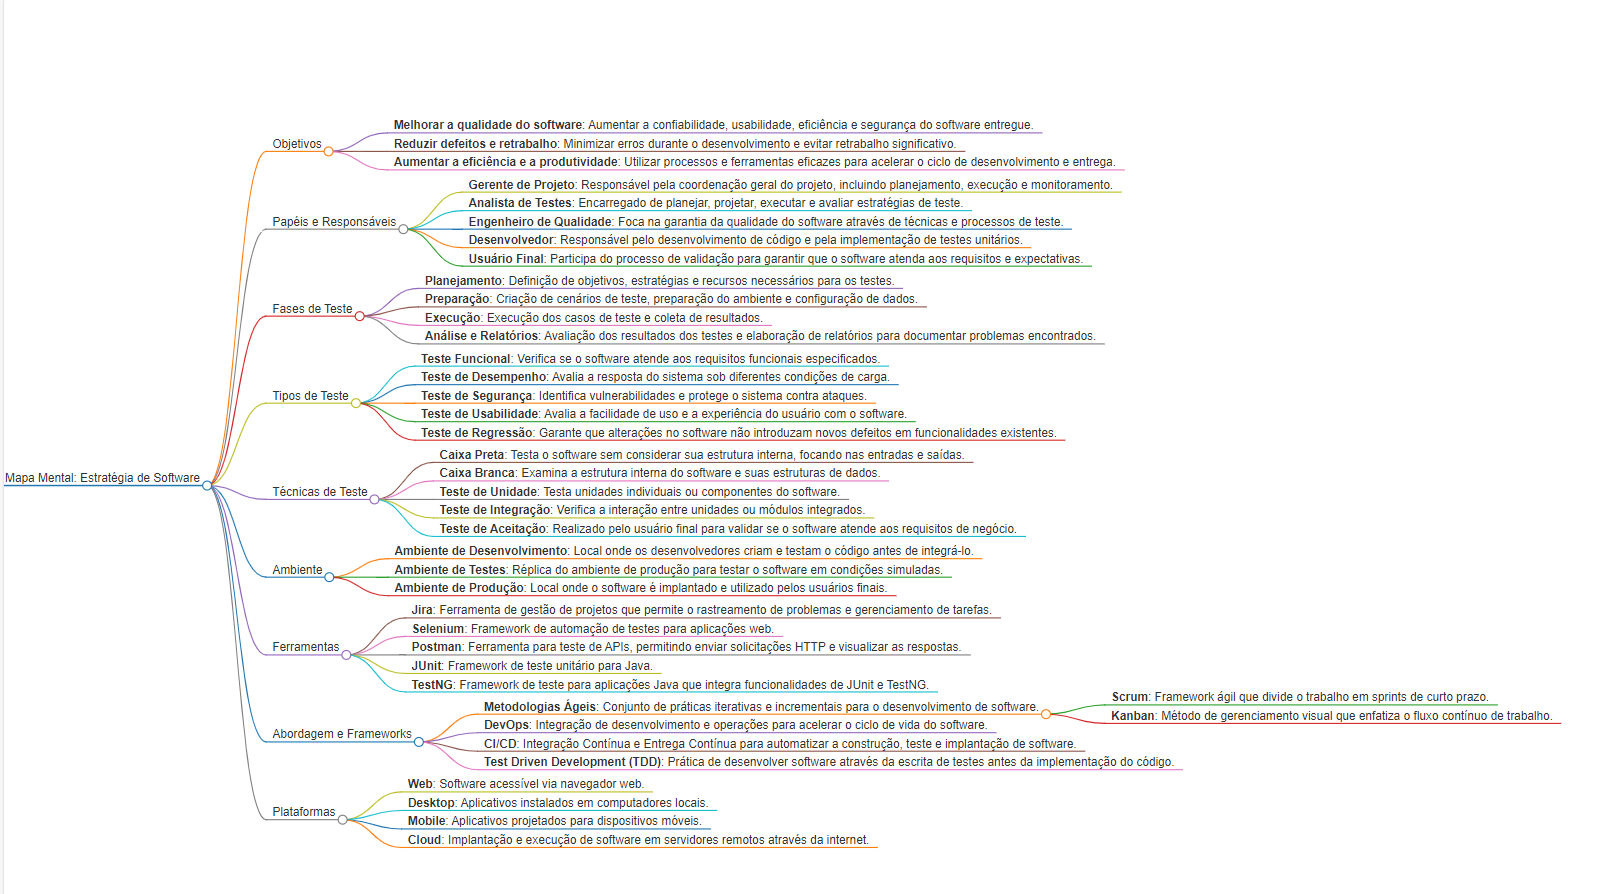 Mapa Mental: Estratégia de Software
Objetivos
Melhorar a qualidade do software: Aumentar a confiabilidade, usabilidade, eficiência e segurança do software entregue.
Reduzir defeitos e retrabalho: Minimizar erros durante o desenvolvimento e evitar retrabalho significativo.
Aumentar a eficiência e a produtividade: Utilizar processos e ferramentas eficazes para acelerar o ciclo de desenvolvimento e entrega.
Papéis e Responsáveis
Gerente de Projeto: Responsável pela coordenação geral do projeto, incluindo planejamento, execução e monitoramento.
Analista de Testes: Encarregado de planejar, projetar, executar e avaliar estratégias de teste.
Engenheiro de Qualidade: Foca na garantia da qualidade do software através de técnicas e processos de teste.
Desenvolvedor: Responsável pelo desenvolvimento de código e pela implementação de testes unitários.
Usuário Final: Participa do processo de validação para garantir que o software atenda aos requisitos e expectativas.
Fases de Teste
Planejamento: Definição de objetivos, estratégias e recursos necessários para os testes.
Preparação: Criação de cenários de teste, preparação do ambiente e configuração de dados.
Execução: Execução dos casos de teste e coleta de resultados.
Análise e Relatórios: Avaliação dos resultados dos testes e elaboração de relatórios para documentar problemas encontrados.
Tipos de Teste
Teste Funcional: Verifica se o software atende aos requisitos funcionais especificados.
Teste de Desempenho: Avalia a resposta do sistema sob diferentes condições de carga.
Teste de Segurança: Identifica vulnerabilidades e protege o sistema contra ataques.
Teste de Usabilidade: Avalia a facilidade de uso e a experiência do usuário com o software.
Teste de Regressão: Garante que alterações no software não introduzam novos defeitos em funcionalidades existentes.
Técnicas de Teste
Caixa Preta: Testa o software sem considerar sua estrutura interna, focando nas entradas e saídas.
Caixa Branca: Examina a estrutura interna do software e suas estruturas de dados.
Teste de Unidade: Testa unidades individuais ou componentes do software.
Teste de Integração: Verifica a interação entre unidades ou módulos integrados.
Teste de Aceitação: Realizado pelo usuário final para validar se o software atende aos requisitos de negócio.
Ambiente
Ambiente de Desenvolvimento: Local onde os desenvolvedores criam e testam o código antes de integrá-lo.
Ambiente de Testes: Réplica do ambiente de produção para testar o software em condições simuladas.
Ambiente de Produção: Local onde o software é implantado e utilizado pelos usuários finais.
Ferramentas
Jira: Ferramenta de gestão de projetos que permite o rastreamento de problemas e gerenciamento de tarefas.
Selenium: Framework de automação de testes para aplicações web.
Postman: Ferramenta para teste de APIs, permitindo enviar solicitações HTTP e visualizar as respostas.
JUnit: Framework de teste unitário para Java.
TestNG: Framework de teste para aplicações Java que integra funcionalidades de JUnit e TestNG.
Abordagem e Frameworks
Metodologias Ágeis: Conjunto de práticas iterativas e incrementais para o desenvolvimento de software.
Scrum: Framework ágil que divide o trabalho em sprints de curto prazo.
Kanban: Método de gerenciamento visual que enfatiza o fluxo contínuo de trabalho.
DevOps: Integração de desenvolvimento e operações para acelerar o ciclo de vida do software.
CI/CD: Integração Contínua e Entrega Contínua para automatizar a construção, teste e implantação de software.
Test Driven Development (TDD): Prática de desenvolver software através da escrita de testes antes da implementação do código.
Plataformas
Web: Software acessível via navegador web.
Desktop: Aplicativos instalados em computadores locais.
Mobile: Aplicativos projetados para dispositivos móveis.
Cloud: Implantação e execução de software em servidores remotos através da internet.